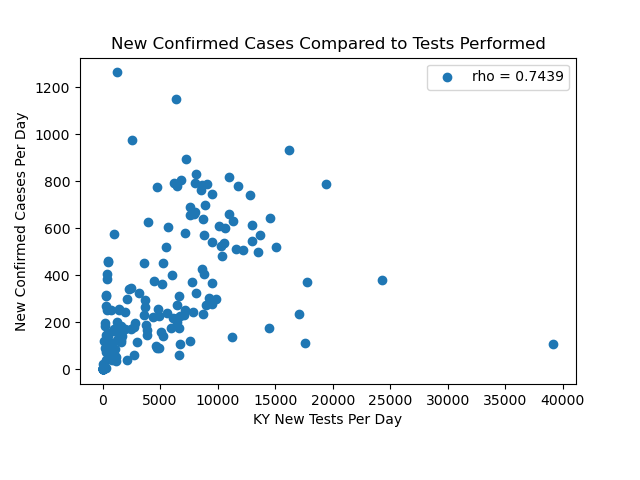 New Confirmed Cases Compared to Tests Performed
rho = 0.7439
New Confirmed Caeses Per Day
1200
1000
800
600
400
200
0
0 5000 10000 15000 20000 25000 30000 35000 40000
KY New Tests Per Day